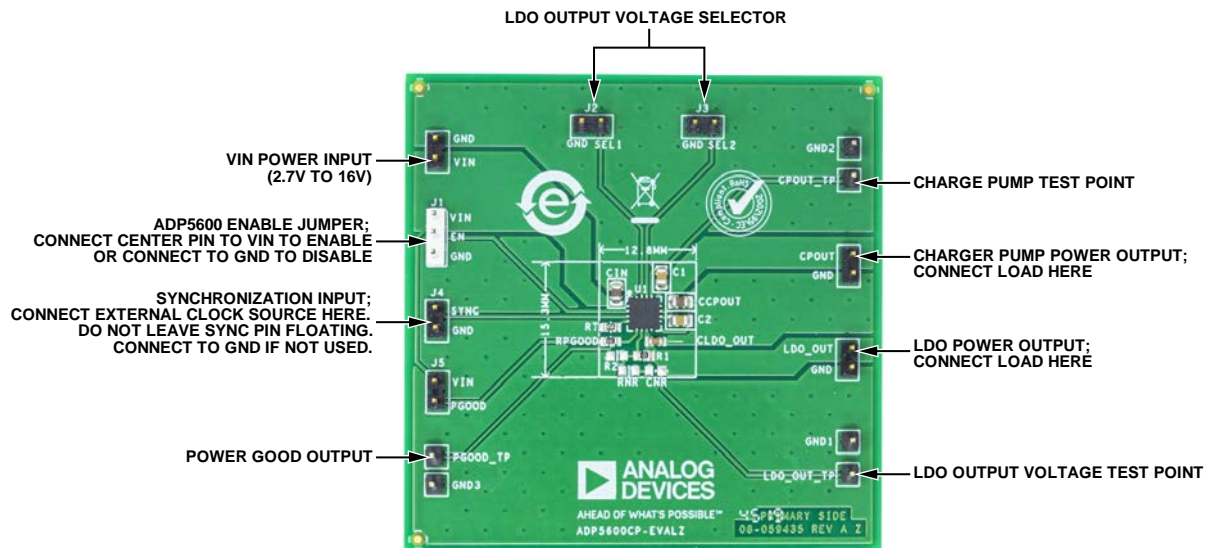 LDO OUTPUT VOLTAGE SELECTOR
J2
J3
GND SEL1
GND SEL2
GND
VIN
VIN POWER INPUT
(2.7V TO 16V)
GND2
CPOUT_TP
CHARGE PUMP TEST POINT
J1
VIN
EN
GND
ADP5600 ENABLE JUMPER;
CONNECT CENTER PIN TO VIN TO ENABLE
OR CONNECT TO GND TO DISABLE
CPOUT
GND
CHARGER PUMP POWER OUTPUT;
CONNECT LOAD HERE
12.8MM
15.3MM
CIN
C1
U1
CCPOUT
C2
RT
RPGOOD
CLDO_OUT
R1
R2
RNR CNR
J4
SYNC
GND
SYNCHRONIZATION INPUT;
CONNECT EXTERNAL CLOCK SOURCE HERE.
DO NOT LEAVE SYNC PIN FLOATING.
CONNECT TO GND IF NOT USED.
LDO_OUT
GND
LDO POWER OUTPUT;
CONNECT LOAD HERE
J5
VIN
PGOOD
POWER GOOD OUTPUT
PGOOD_TP
GND3
GND1
LDO_OUT_TP
LDO OUTPUT VOLTAGE TEST POINT
ANALOG
DEVICES
AHEAD OF WHAT'S POSSIBLE™
ADP5600CP-EVALZ
PRIMARY SIDE
08-059435 REV A Z